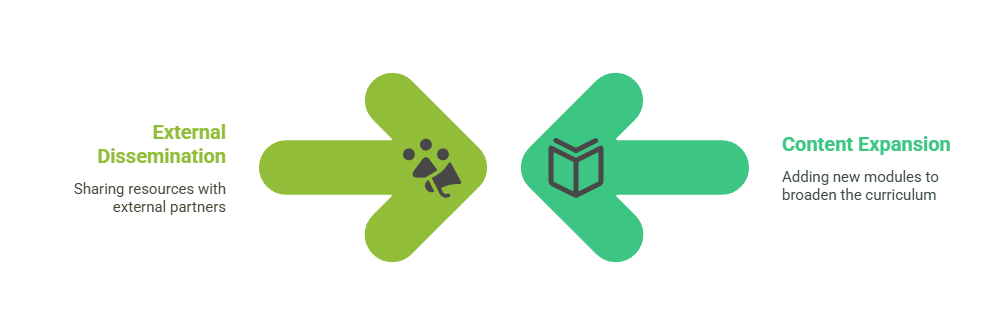 External
Dissemination
Sharing resources with
external partners
Content Expansion
Adding new modules to
broaden the curriculum